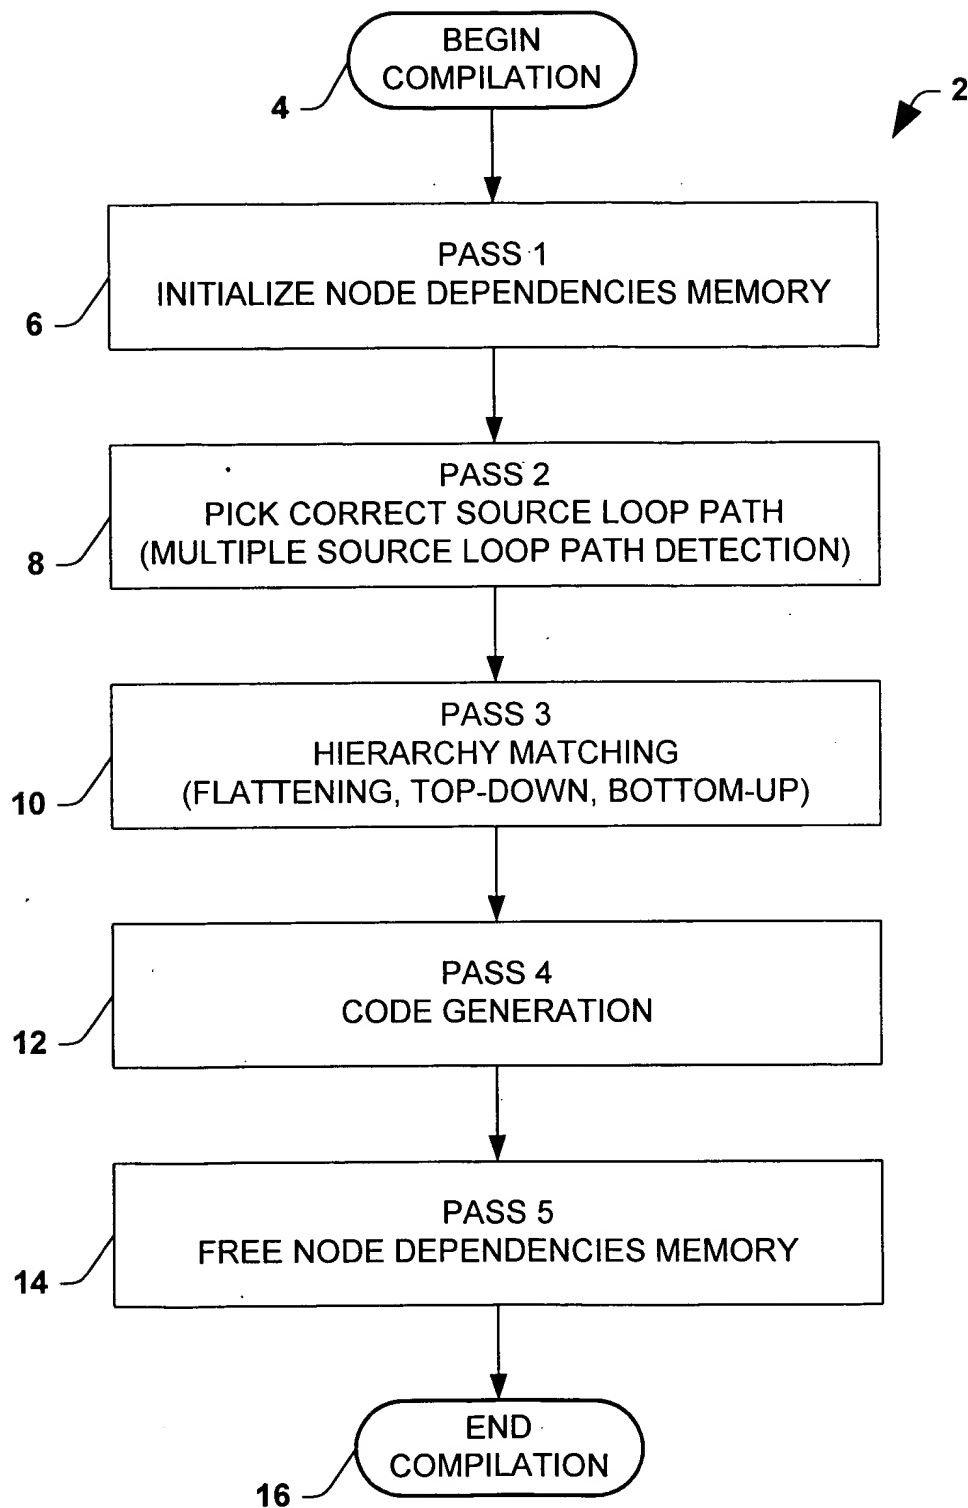 BEGIN
COMPILATION
4
2
PASS 1
INITIALIZE NODE DEPENDENCIES MEMORY
6
PASS 2
PICK CORRECT SOURCE LOOP PATH
(MULTIPLE SOURCE LOOP PATH DETECTION)
8
PASS 3
HIERARCHY MATCHING
(FLATTENING, TOP-DOWN, BOTTOM-UP)
10
PASS 4
CODE GENERATION
12
PASS 5
FREE NODE DEPENDENCIES MEMORY
14
END
COMPILATION
16